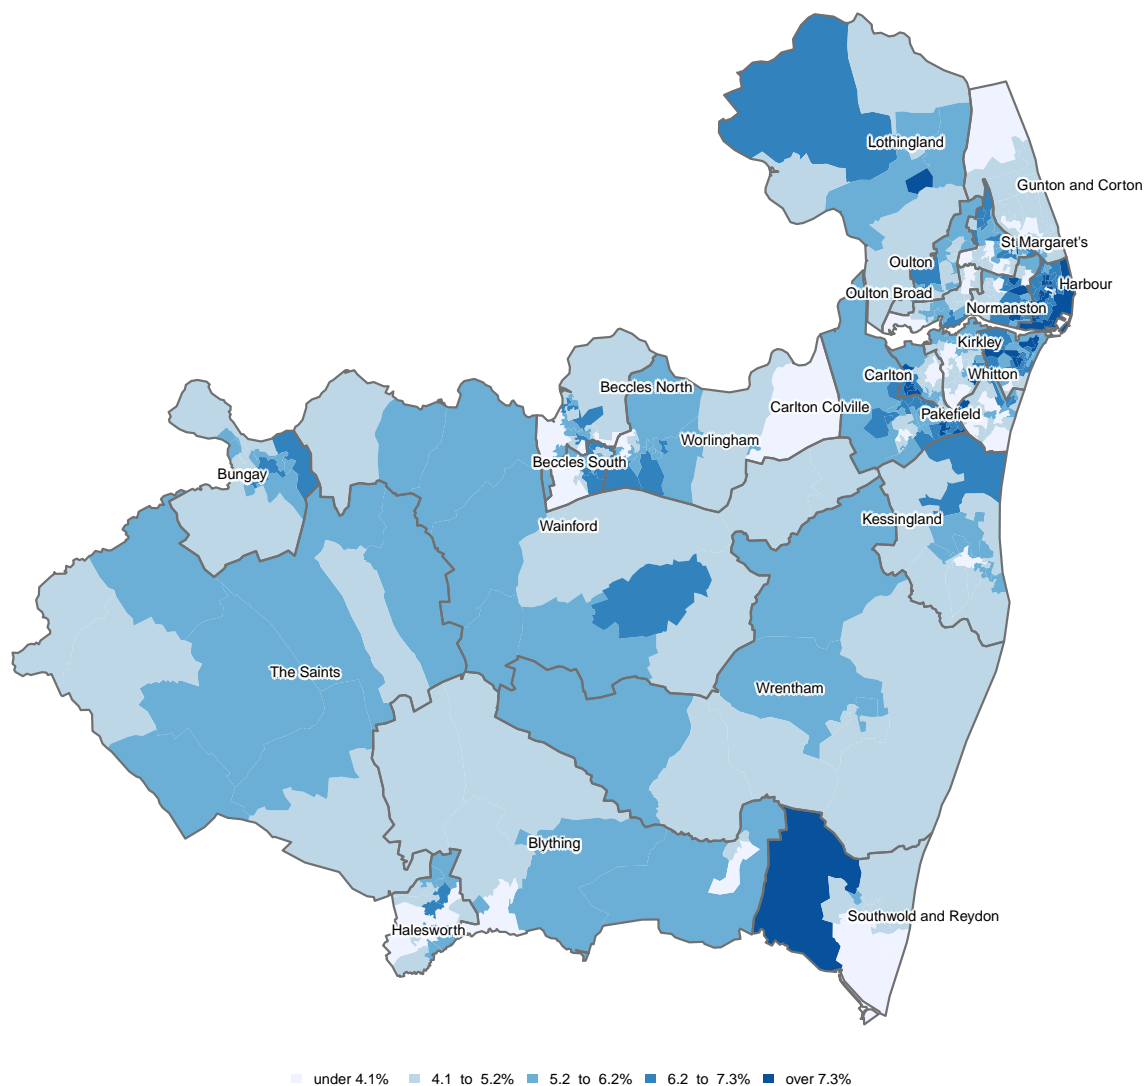 Lothingland
Gunton and Corton
St Margaret's
Oulton
Harbour
Oulton Broad
Normanston
Kirkley
Carlton
Whitton
Beccles North
Carlton Colville
Pakefield
Worlingham
Beccles South
Bungay
Kessingland
Wainford
The Saints
Wrentham
Blything
Southwold and Reydon
Halesworth
under 4.1% 4.1 to 5.2% 5.2 to 6.2% 6.2 to 7.3% over 7.3%